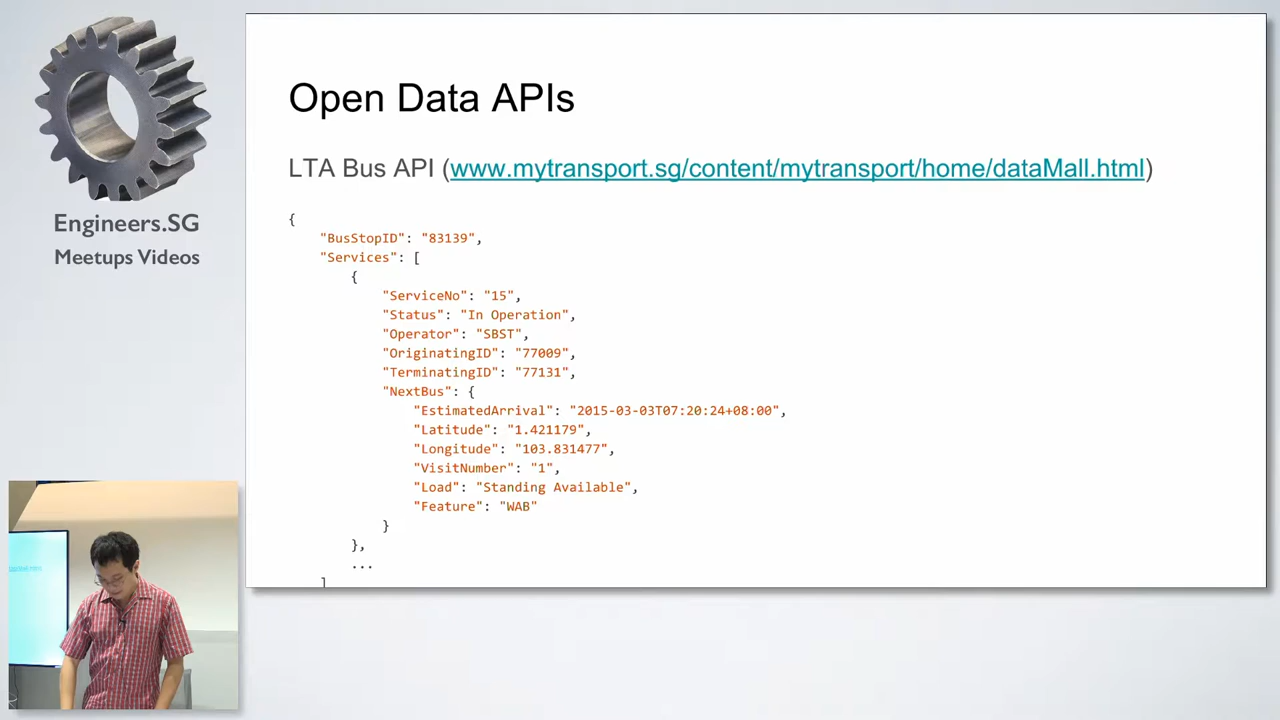 Engineers.SG
Meetups Videos
Open Data APIs
LTA Bus API (www.mytransport.sg/content/mytransport/home/dataMall.html)
{
"BusStopID": "83139",
"Services": [
{
"ServiceNo": "15",
"Status": "In Operation",
"Operator": "SBST",
"OriginatingID": "77009",
"TerminatingID": "77131",
"NextBus": {
"EstimatedArrival": "2015-03-03T07:20:24+08:00",
"Latitude": "1.421179",
"Longitude": "103.831477",
"VisitNumber": "1",
"Load": "Standing Available",
"Feature": "WAB"
}
},
...
]